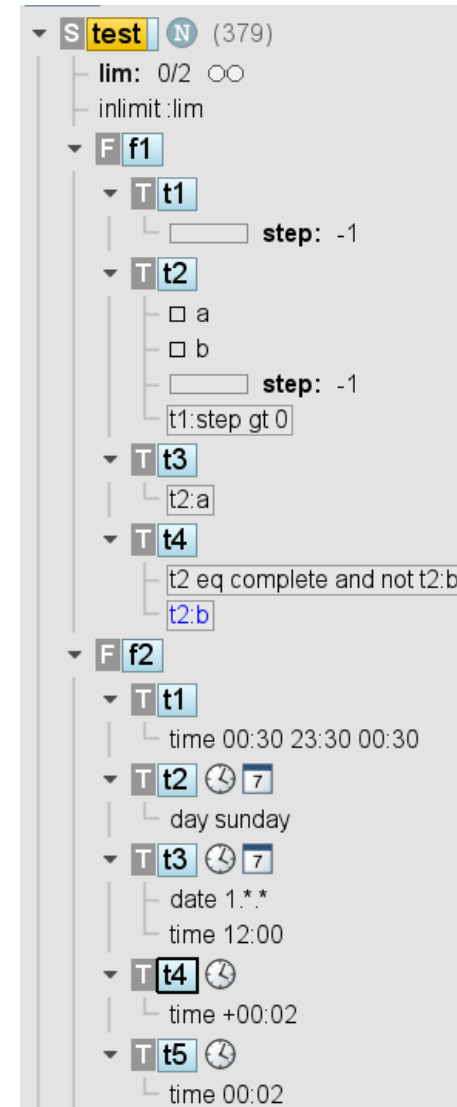 S test N (379)
lim: 0/2
inlimit :lim
F f1
T t1
step: -1
T t2
a
b
step: -1
t1:step gt 0
T t3
t2:a
T t4
t2 eq complete and not t2:b
t2:b
F f2
T t1
time 00:30 23:30 00:30
T t2 7
day sunday
T t3 7
date 1.*.*
time 12:00
T t4
time +00:02
T t5
time 00:02